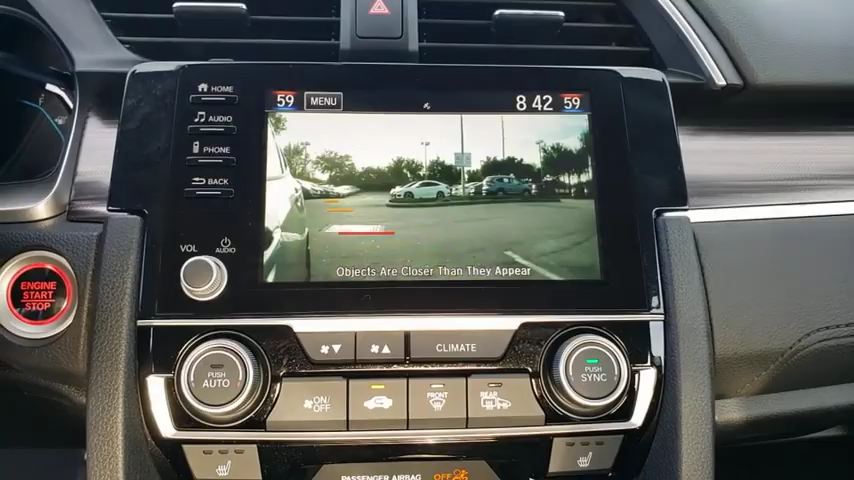 HOME
59
MENU
8 42
59
AUDIO
PHONE
BACK
VOL
AUDIO
Objects Are Closer Than They Appear
ENGINE
START
STOP
CLIMATE
PUSH
AUTO
PUSH
SYNC
ON/
OFF
FRONT
REAR
PASSENGER AIRBAG
OFF